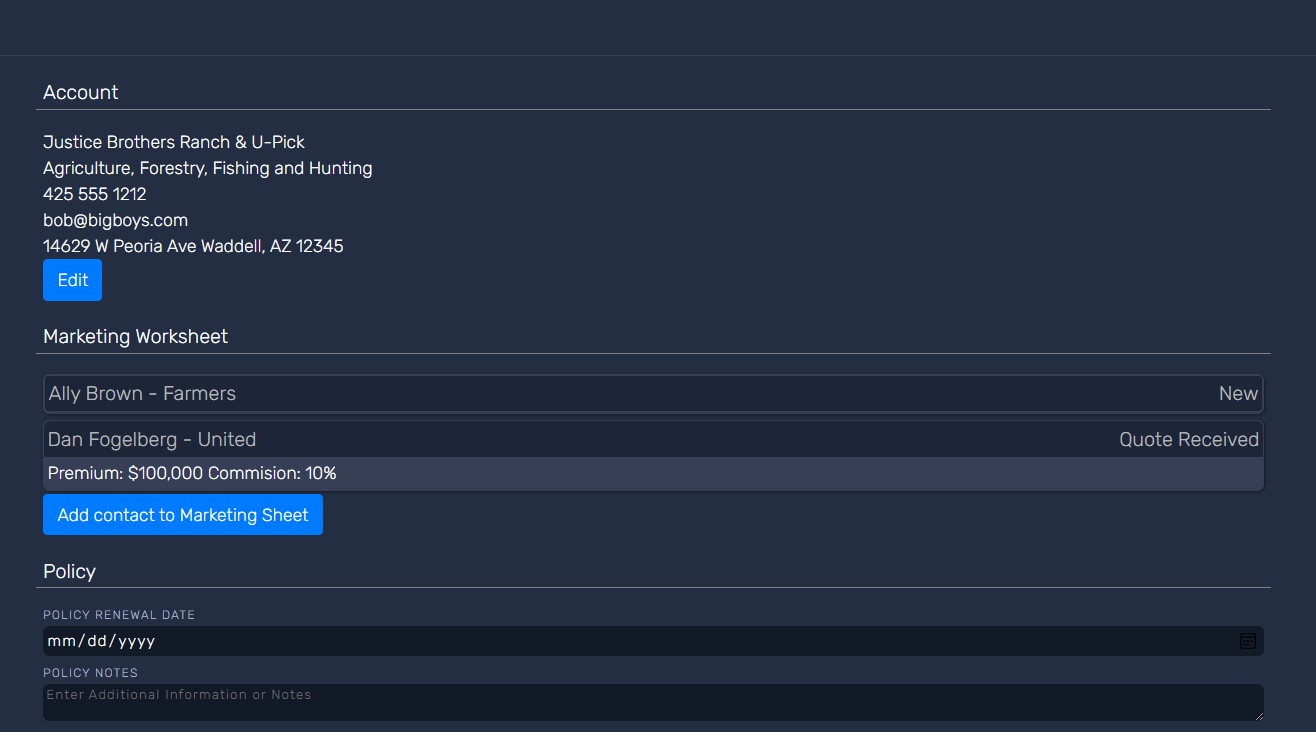 Account
Justice Brothers Ranch & U-Pick
Agriculture, Forestry, Fishing and Hunting
425 555 1212
bob@bigboys.com
14629 W Peoria Ave Waddell, AZ 12345
Edit
Marketing Worksheet
Ally Brown - Farmers New
Dan Fogelberg - United Quote Received
Premium: $100,000 Commision: 10%
Add contact to Marketing Sheet
Policy
POLICY RENEWAL DATE
mm/dd/yyyy
POLICY NOTES
Enter Additional Information or Notes